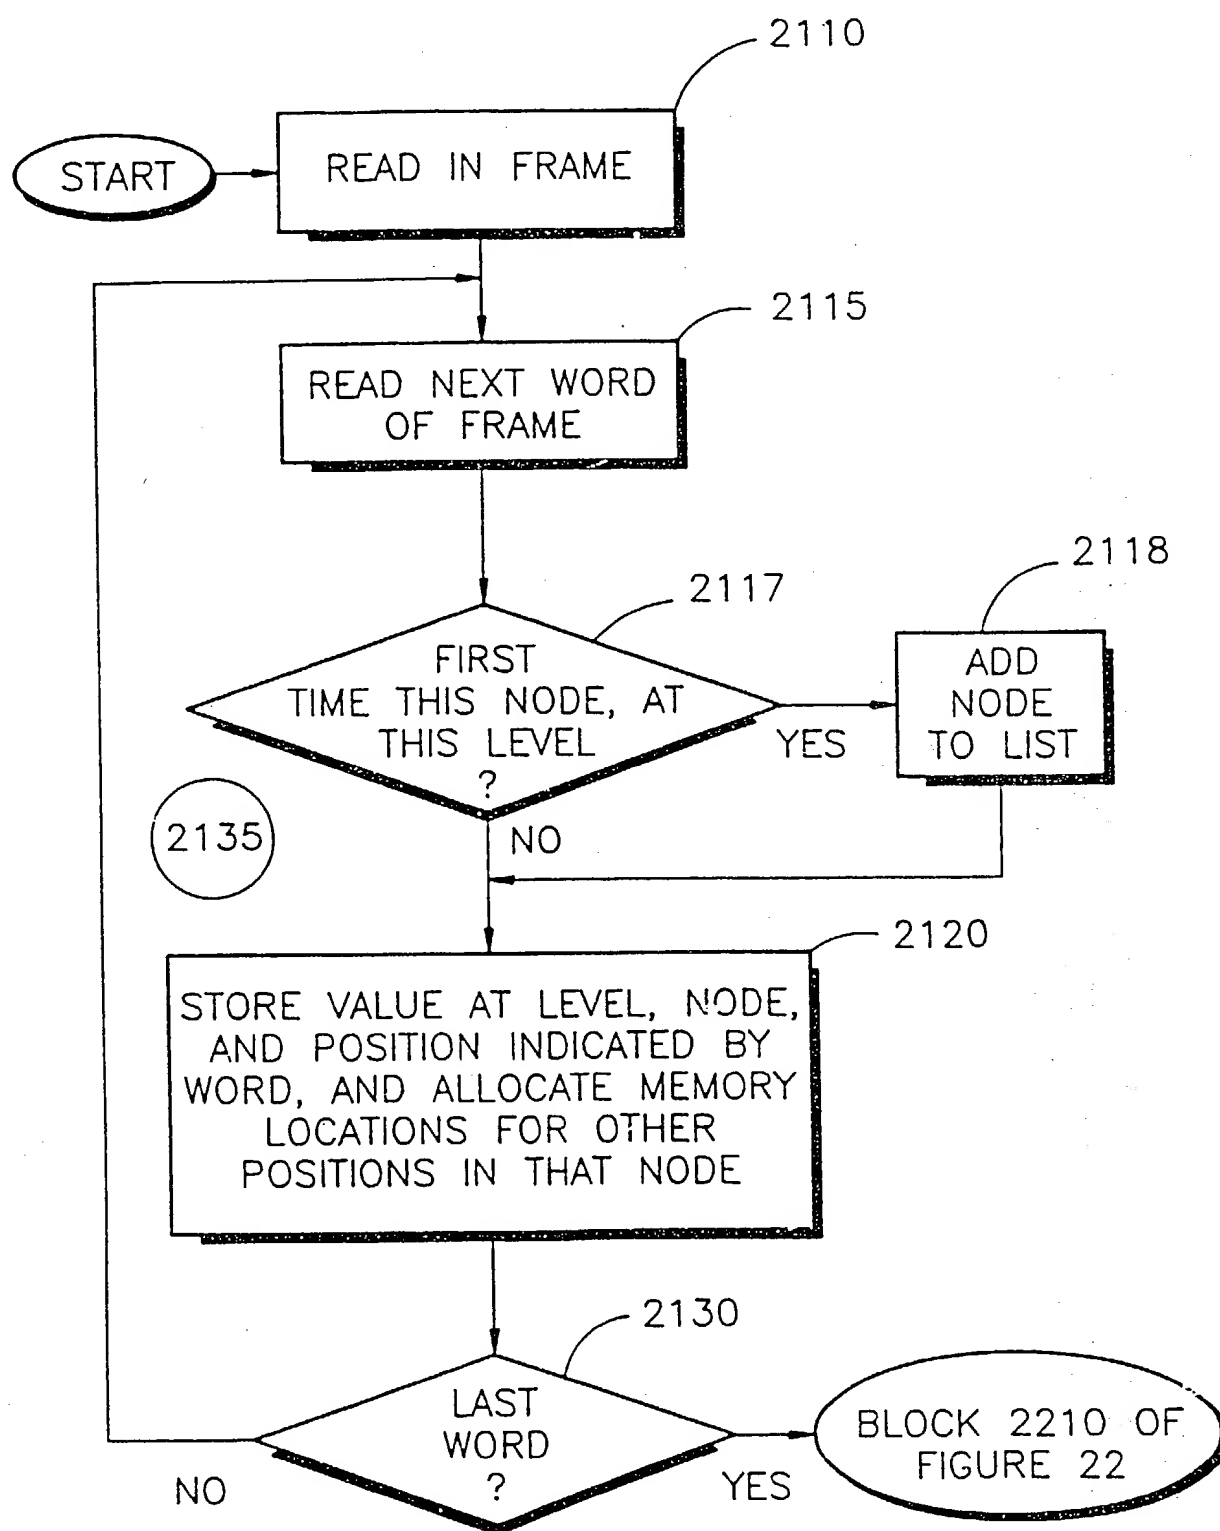 2110
START
READ IN FRAME
2115
READ NEXT WORD
OF FRAME
2118
2117
FIRST
TIME THIS NODE, AT
THIS LEVEL
?
YES
ADD
NODE
TO LIST
2135
NO
2120
STORE VALUE AT LEVEL, NODE,
AND POSITION INDICATED BY
WORD, AND ALLOCATE MEMORY
LOCATIONS FOR OTHER
POSITIONS IN THAT NODE
2130
LAST
WORD
?
NO
YES
BLOCK 2210 OF
FIGURE 22